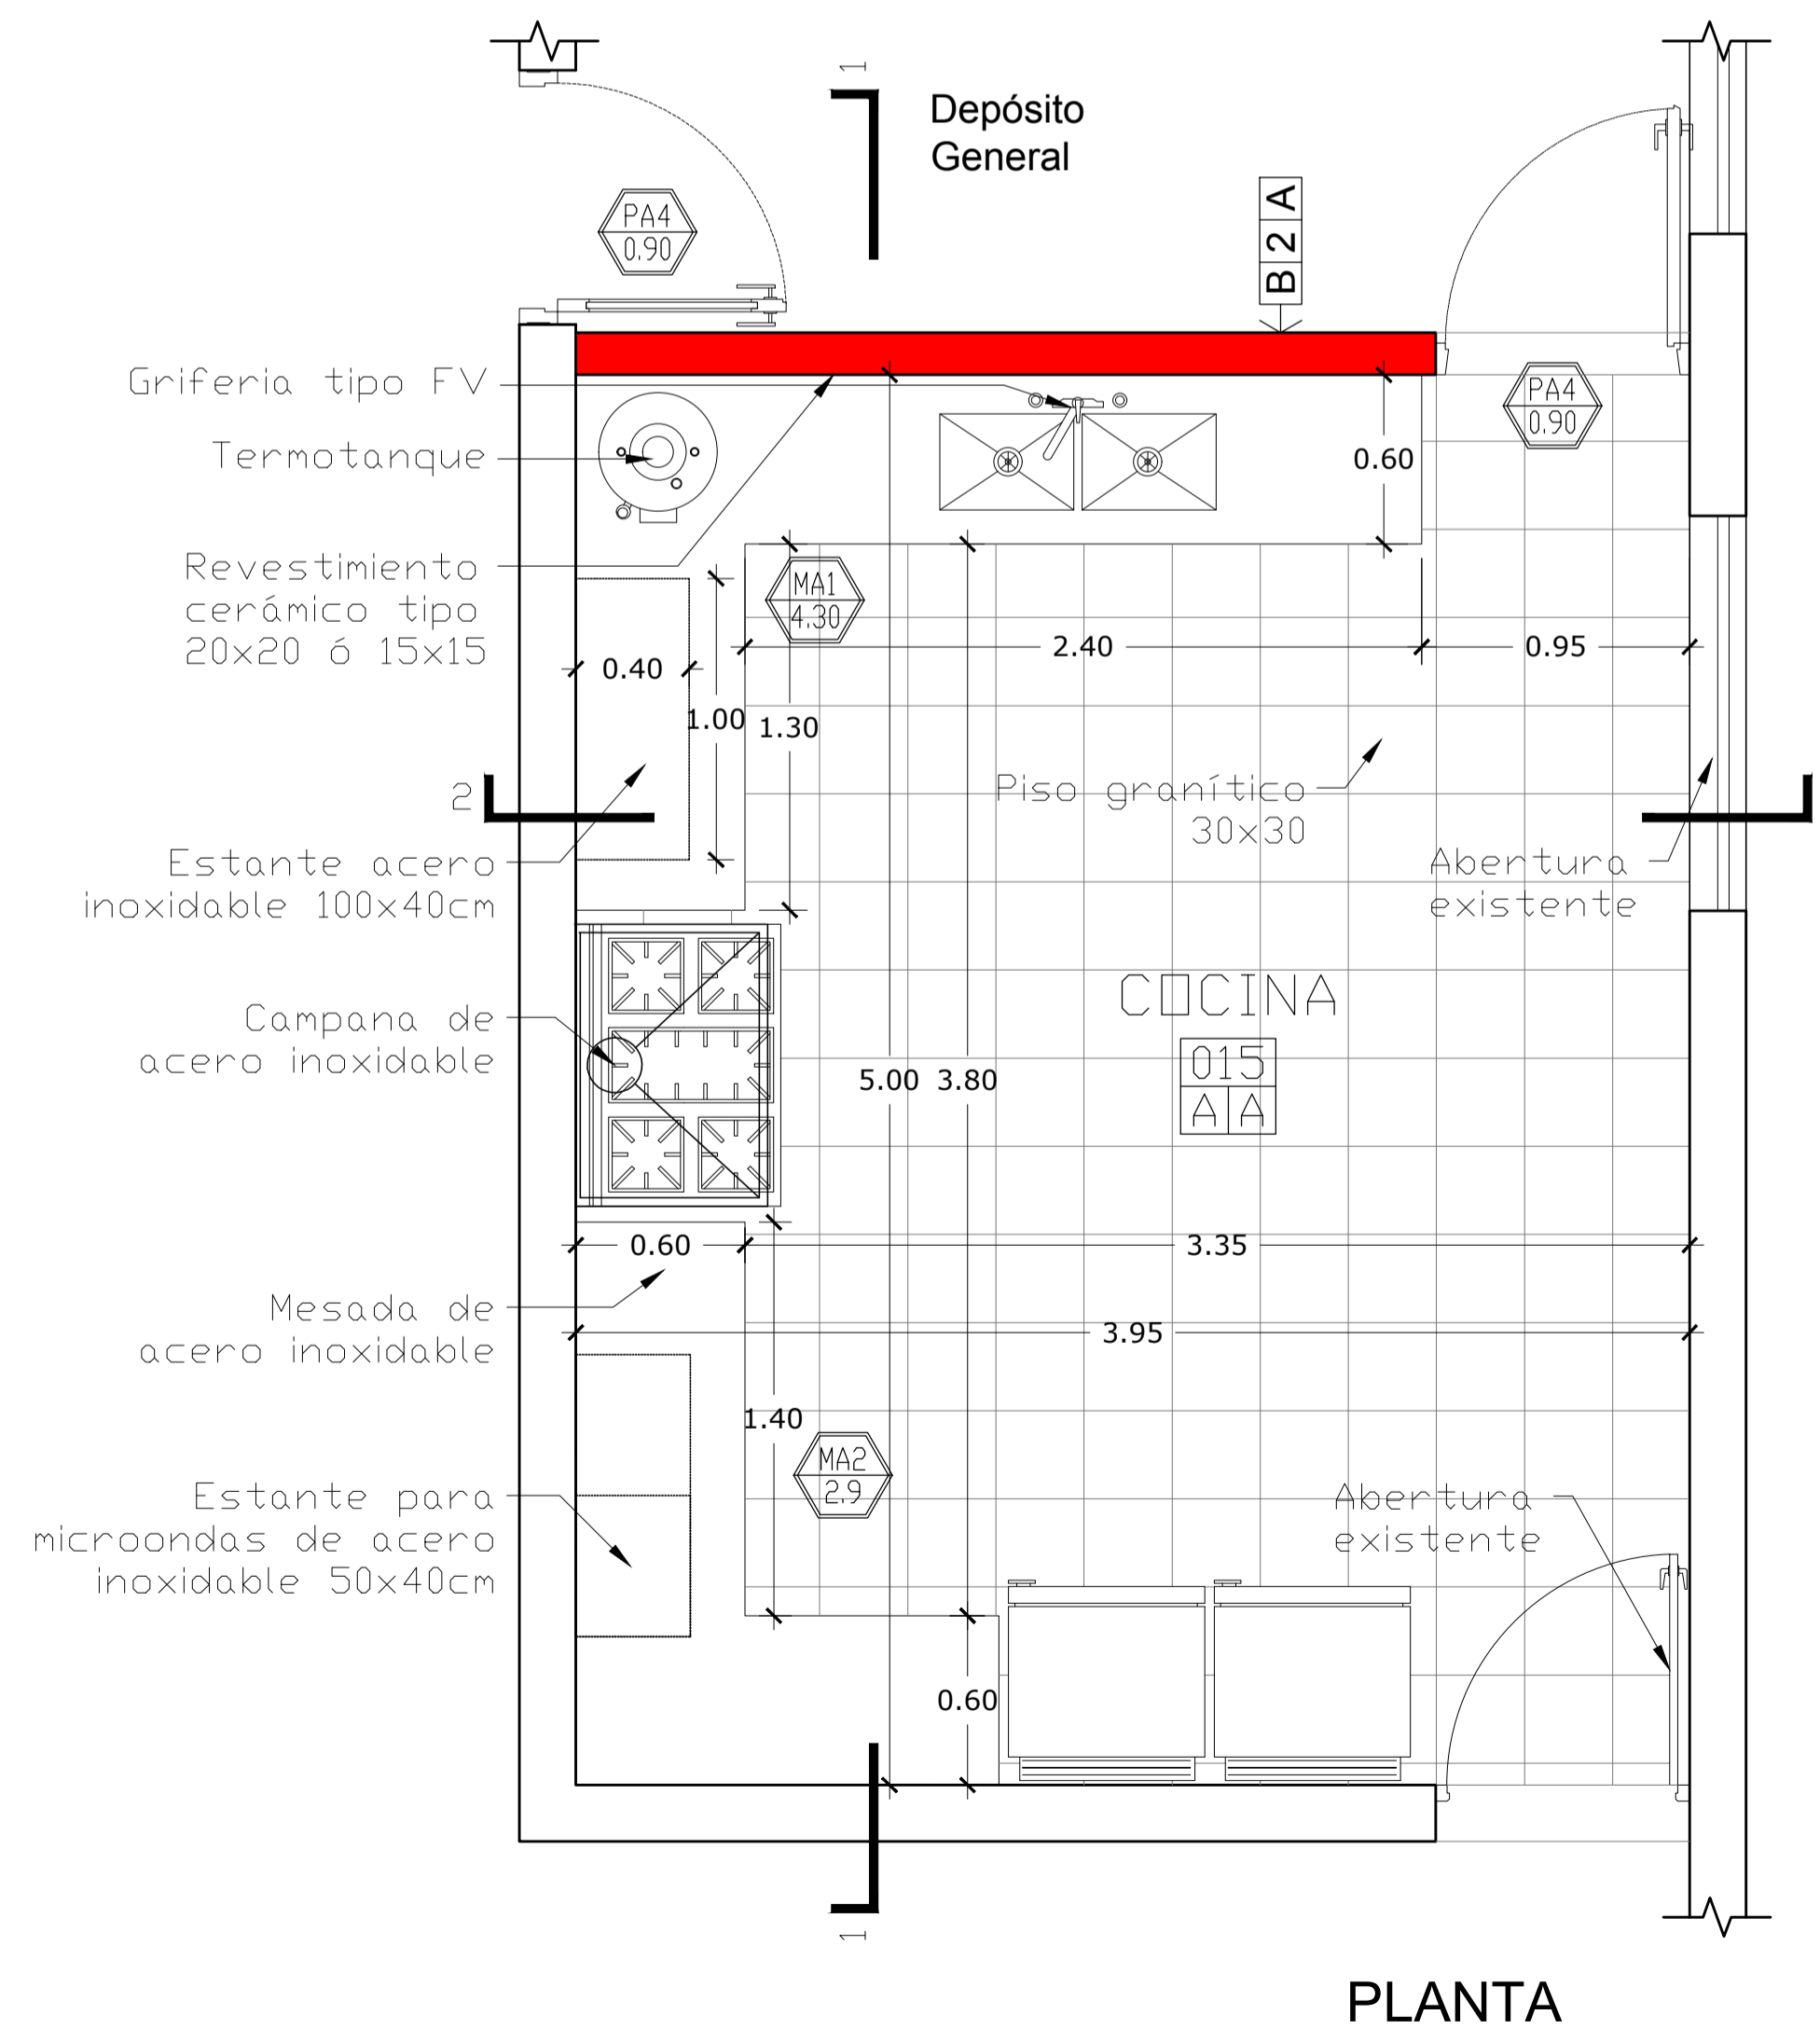 1
Depósito
General
PA4
0.90
B 2 A
Griferia tipo FV
PA4
0.90
Termotanque
0.60
Revestimiento
cerámico tipo
20x20 ó 15x15
MA1
4.30
2.40
0.95
0.40
1.00
1.30
2
Piso granítico
30x30
Estante acero
inoxidable 100x40cm
Abertura
existente
COCINA
Campana de
acero inoxidable
015
A A
5.00
3.80
0.60
3.35
Mesada de
acero inoxidable
3.95
1.40
MA2
2.9
Estante para
microondas de acero
inoxidable 50x40cm
Abertura
existente
0.60
1
PLANTA